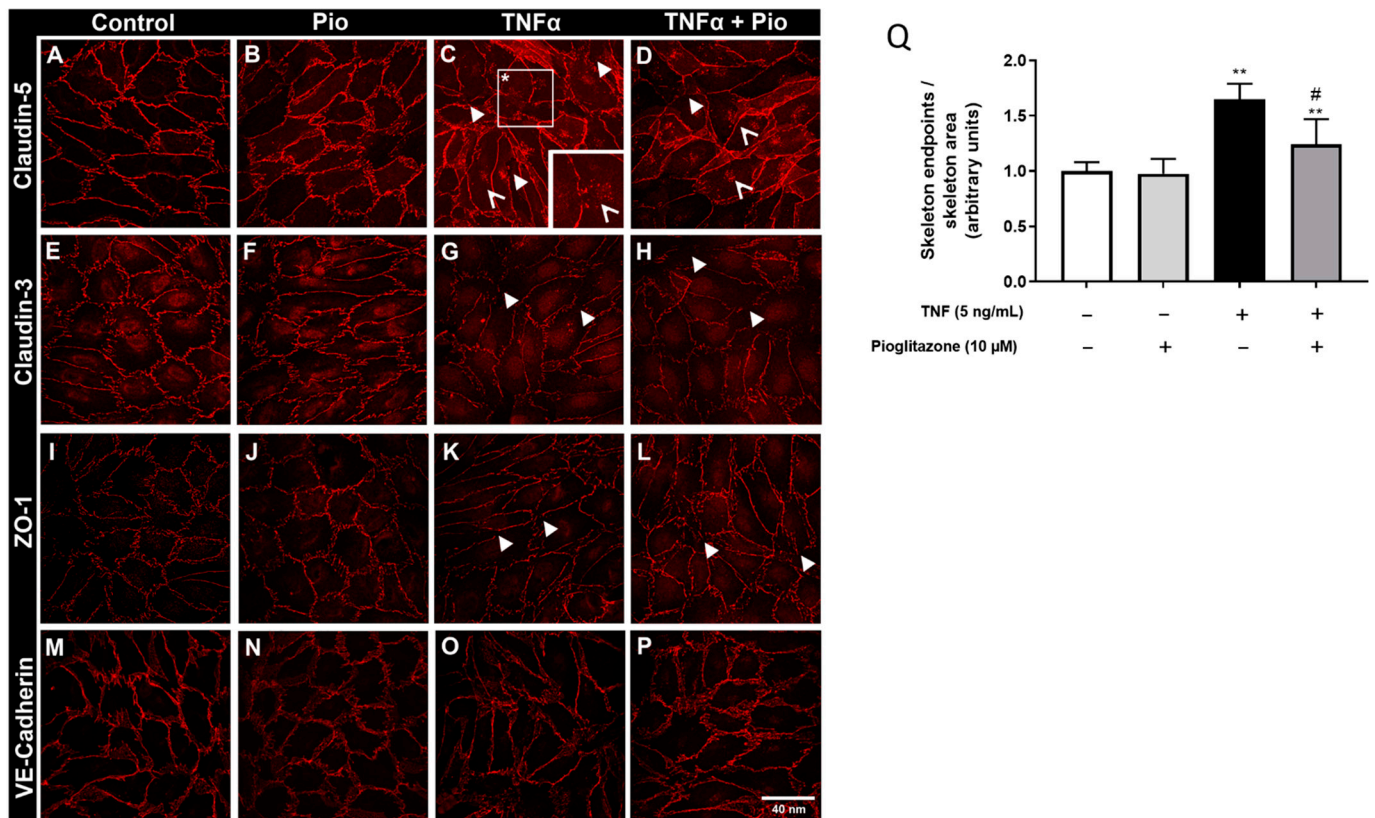 Control Pio TNFα TNFα + Pio
Claudin-5
A B C D
*
Claudin-3
E F G H
ZO-1
I J K L
VE-Cadherin
M N O P
40 nm
Q
Skeleton endpoints /
skeleton area
(arbitrary units)
2.0
1.5
1.0
0.5
0.0
**
#
**
TNF (5 ng/mL) – – + +
Pioglitazone (10 µM) – + – +